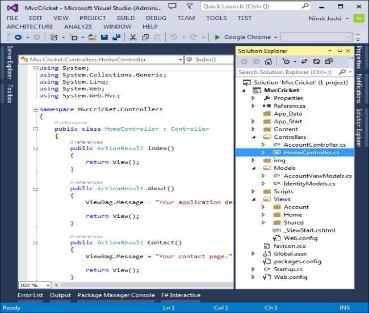 MvcCricket - Microsoft Visual Studio (Admini...
Quick Launch (Ctrl+Q)
FILE EDIT VIEW PROJECT BUILD DEBUG TEAM TOOLS TEST
Nimit Joshi
ARCHITECTURE ANALYZE WINDOW HELP
Google Chrome
Server Explorer
Toolbox
MvcCricket.Controllers.HomeController
Index()
using System;
using System.Collections.Generic;
using System.Linq;
using System.Web;
using System.Web.Mvc;
namespace MvcCricket.Controllers
{
0 references
public class HomeController : Controller
{
0 references
public ActionResult Index()
{
return View();
}
0 references
public ActionResult About()
{
ViewBag.Message = "Your application des
return View();
}
0 references
public ActionResult Contact()
{
ViewBag.Message = "Your contact page."
return View();
}
100 %
Solution Explorer
Search Solution Explorer (Ctrl+;)
Solution 'MvcCricket' (1 project)
MvcCricket
Properties
References
App_Data
App_Start
Content
Controllers
AccountController.cs
HomeController.cs
img
Models
AccountViewModels.cs
IdentityModels.cs
Scripts
Views
Account
Home
Shared
_ViewStart.cshtml
Web.config
favicon.ico
Global.asax
packages.config
Startup.cs
Web.config
Properties
Notifications
Solution Explorer
Error List Output Package Manager Console F# Interactive
Ready Ln 1 Col 1 Ch 1 INS